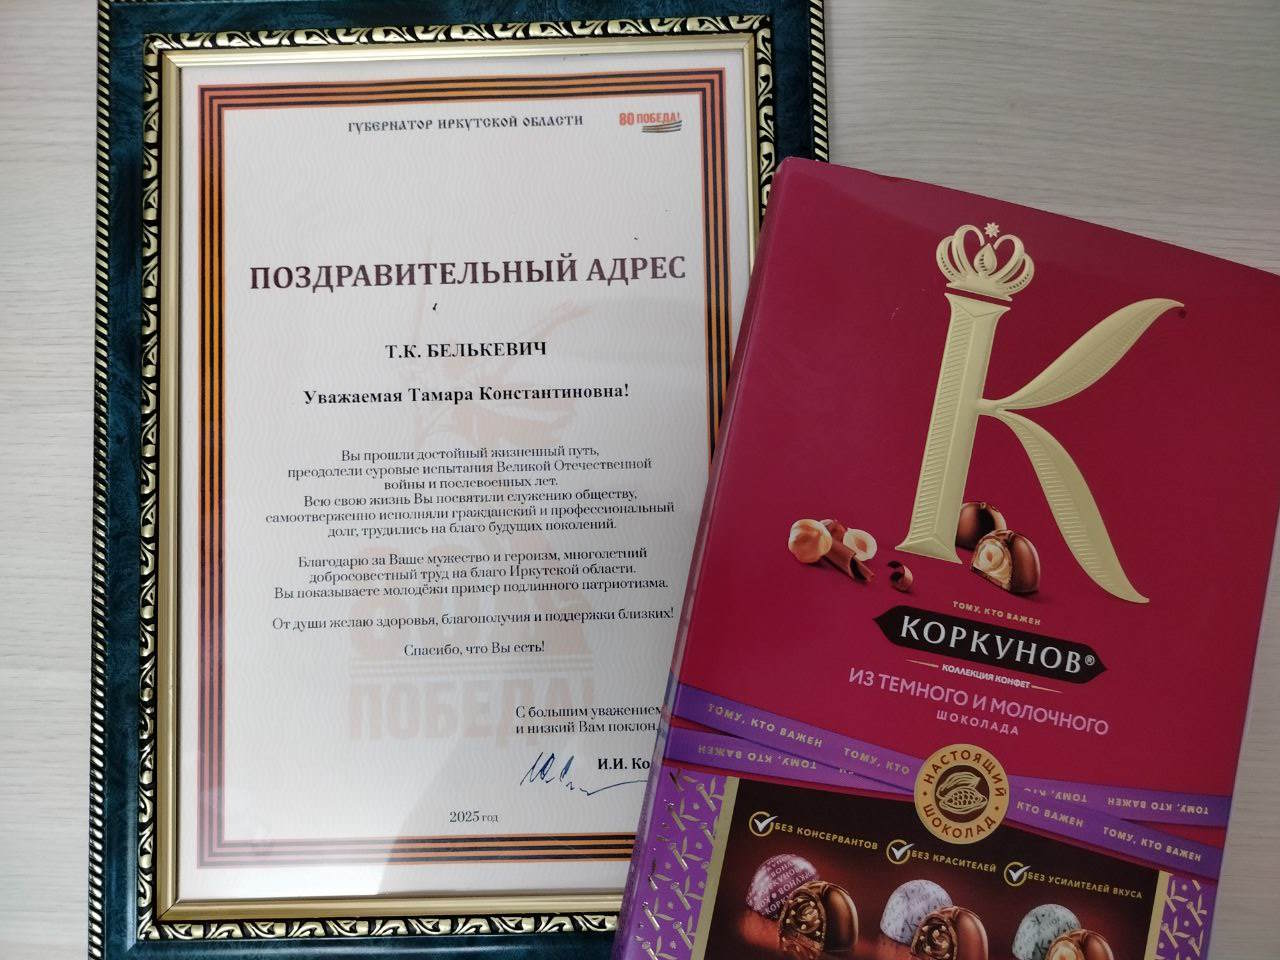 ГУБЕРНАТОР ИРКУТСКОЙ ОБЛАСТИ
80 ПОБЕДА!
ПОЗДРАВИТЕЛЬНЫЙ АДРЕС
Т.К. БЕЛЬКЕВИЧ
Уважаемая Тамара Константиновна!
Вы прошли достойный жизненный путь,
преодолели суровые испытания Великой Отечественной
войны и послевоенных лет.
Всю свою жизнь Вы посвятили служению обществу,
самоотверженно исполняли гражданский и профессиональный
долг, трудились на благо будущих поколений.
Благодарю за Ваше мужество и героизм, многолетний
добросовестный труд на благо Иркутской области.
Вы показываете молодёжи пример подлинного патриотизма.
От души желаю здоровья, благополучия и поддержки близких!
Спасибо, что Вы есть!
ПОБЕДА!
С большим уважением
и низкий Вам поклон,
И.И. Ко
2025 год
К
ТОМУ, КТО ВАЖЕН
КОРКУНОВ®
КОЛЛЕКЦИЯ КОНФЕТ
ИЗ ТЕМНОГО И МОЛОЧНОГО
ШОКОЛАДА
ТОМУ, КТО ВАЖЕН ТОМУ, КТО
ТОМУ, КТО ВАЖЕН
КТО ВАЖЕН ТОМУ, КТО ВАЖЕН
ТОМУ, КТО ВАЖЕН
НАСТОЯЩИЙ
ШОКОЛАД
БЕЗ КОНСЕРВАНТОВ
БЕЗ КРАСИТЕЛЕЙ
БЕЗ УСИЛИТЕЛЕЙ ВКУСА